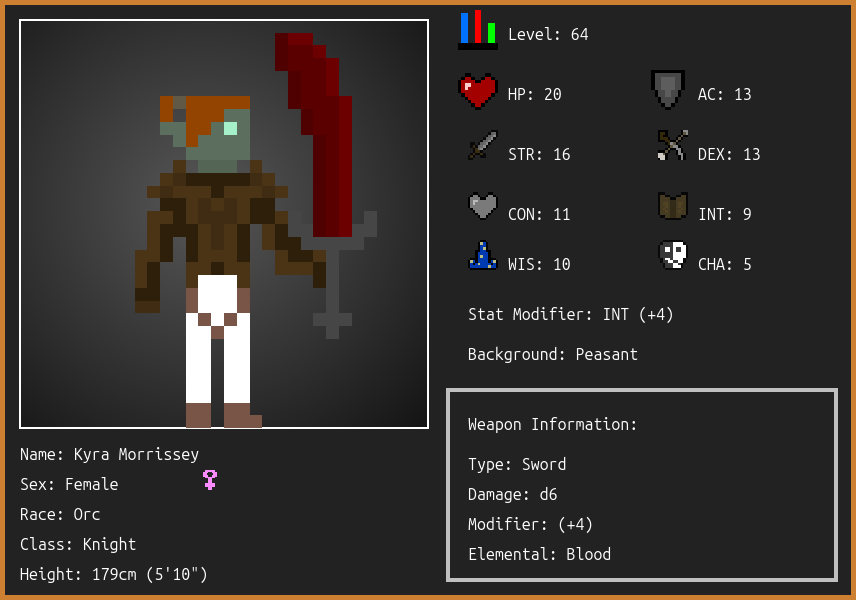 Level: 64
HP: 20
AC: 13
STR: 16
DEX: 13
CON: 11
INT: 9
WIS: 10
CHA: 5
Stat Modifier: INT (+4)
Background: Peasant
Weapon Information:
Type: Sword
Damage: d6
Modifier: (+4)
Elemental: Blood
Name: Kyra Morrissey
Sex: Female
Race: Orc
Class: Knight
Height: 179cm (5'10")